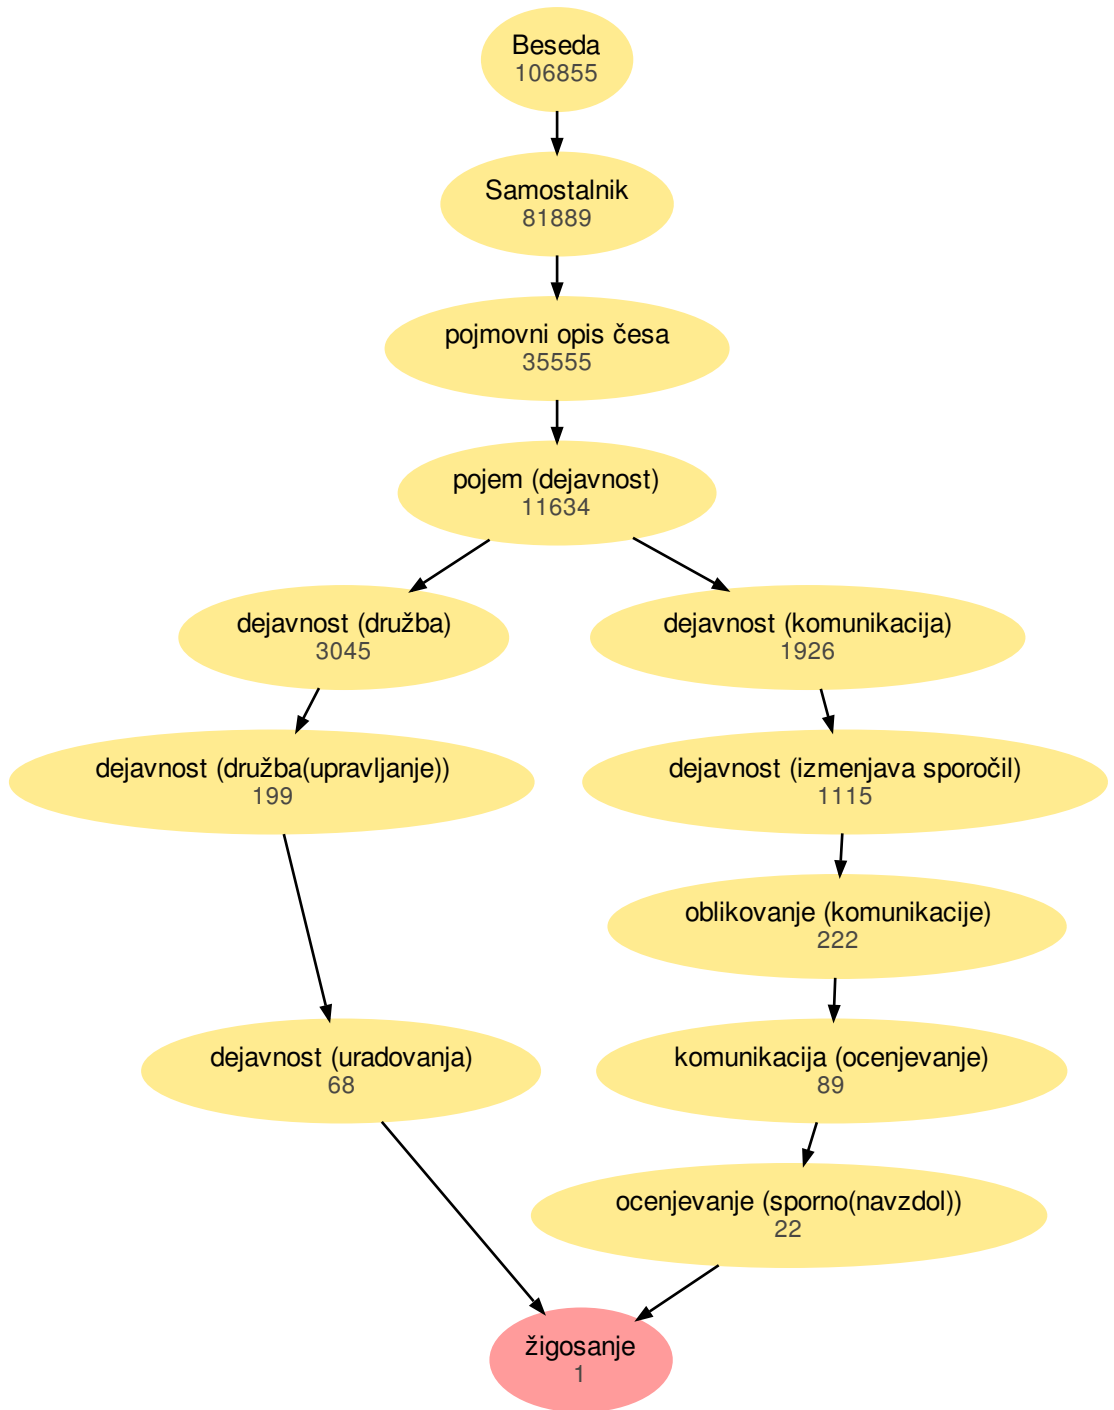 Beseda
106855
Samostalnik
81889
pojmovni opis česa
35555
pojem (dejavnost)
11634
dejavnost (družba)
3045
dejavnost (komunikacija)
1926
dejavnost (družba(upravljanje))
199
dejavnost (izmenjava sporočil)
1115
oblikovanje (komunikacije)
222
dejavnost (uradovanja)
68
komunikacija (ocenjevanje)
89
ocenjevanje (sporno(navzdol))
22
žigosanje
1